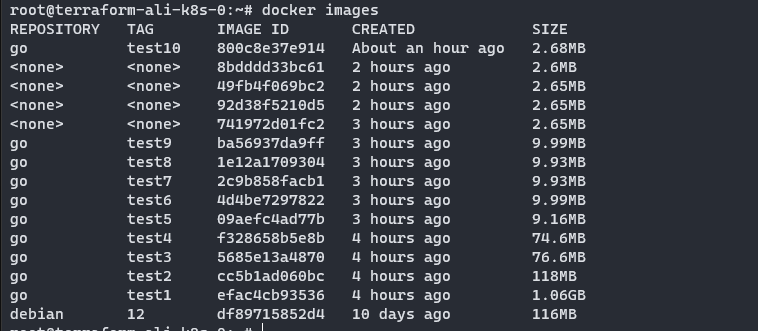 root@terraform-ali-k8s-0:~# docker images
REPOSITORY   TAG       IMAGE ID       CREATED             SIZE
go           test10    800c8e37e914   About an hour ago   2.68MB
<none>       <none>    8bdddd33bc61   2 hours ago         2.6MB
<none>       <none>    49fb4f069bc2   2 hours ago         2.65MB
<none>       <none>    92d38f5210d5   2 hours ago         2.65MB
<none>       <none>    741972d01fc2   3 hours ago         2.65MB
go           test9     ba56937da9ff   3 hours ago         9.99MB
go           test8     1e12a1709304   3 hours ago         9.93MB
go           test7     2c9b858facb1   3 hours ago         9.93MB
go           test6     4d4be7297822   3 hours ago         9.99MB
go           test5     09aefc4ad77b   3 hours ago         9.16MB
go           test4     f328658b5e8b   4 hours ago         74.6MB
go           test3     5685e13a4870   4 hours ago         76.6MB
go           test2     cc5b1ad060bc   4 hours ago         118MB
go           test1     efac4cb93536   4 hours ago         1.06GB
debian       12        df89715852d4   10 days ago         116MB
root@terraform-ali-k8s-0:~#